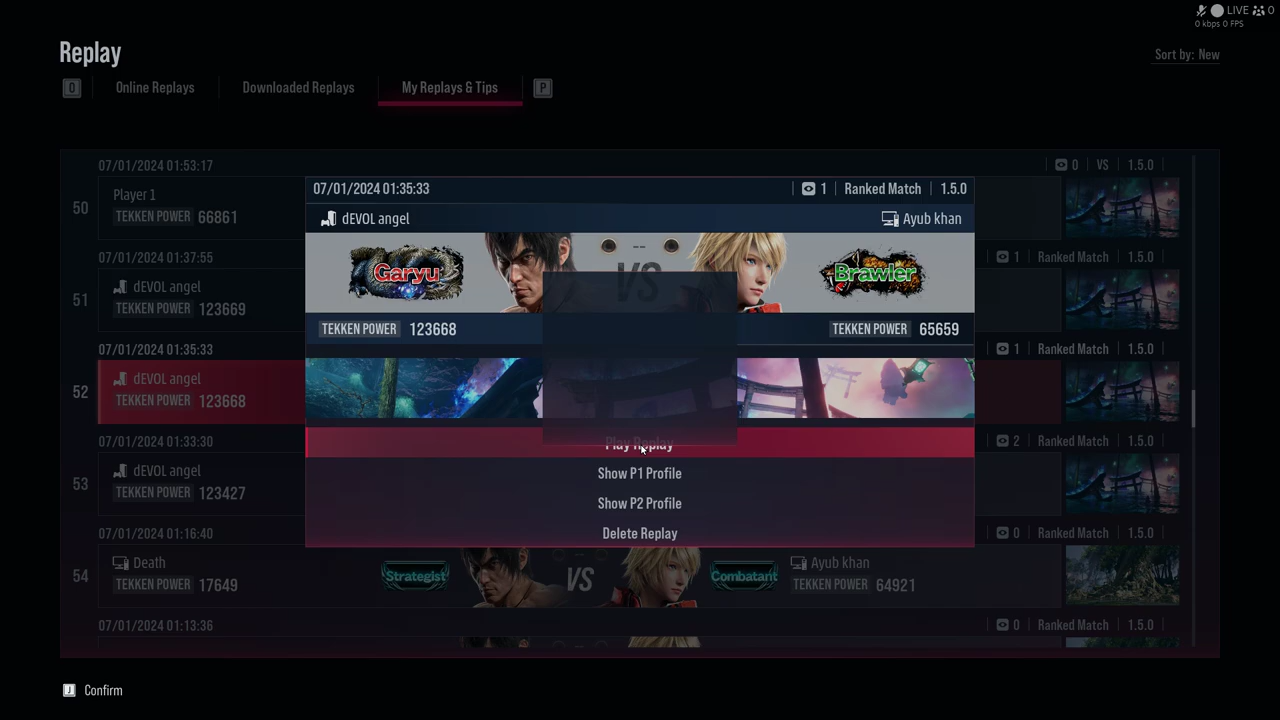 LIVE 0
0 kbps 0 FPS
Replay
Sort by: New
O Online Replays Downloaded Replays My Replays & Tips P
07/01/2024 01:53:17 0 VS 1.5.0
50 Player 1
TEKKEN POWER 66861
07/01/2024 01:37:55 1 Ranked Match 1.5.0
51 dEVOL angel
TEKKEN POWER 123669
07/01/2024 01:35:33 1 Ranked Match 1.5.0
52 dEVOL angel
TEKKEN POWER 123668
07/01/2024 01:33:30 2 Ranked Match 1.5.0
53 dEVOL angel
TEKKEN POWER 123427
07/01/2024 01:16:40 0 Ranked Match 1.5.0
54 Death Strategist VS Combatant Ayub khan
TEKKEN POWER 17649 TEKKEN POWER 64921
07/01/2024 01:13:36 0 Ranked Match 1.5.0
07/01/2024 01:35:33 1 Ranked Match 1.5.0
dEVOL angel Ayub khan
Garyu -- VS Brawler
TEKKEN POWER 123668 TEKKEN POWER 65659
Play Replay
Show P1 Profile
Show P2 Profile
Delete Replay
J Confirm